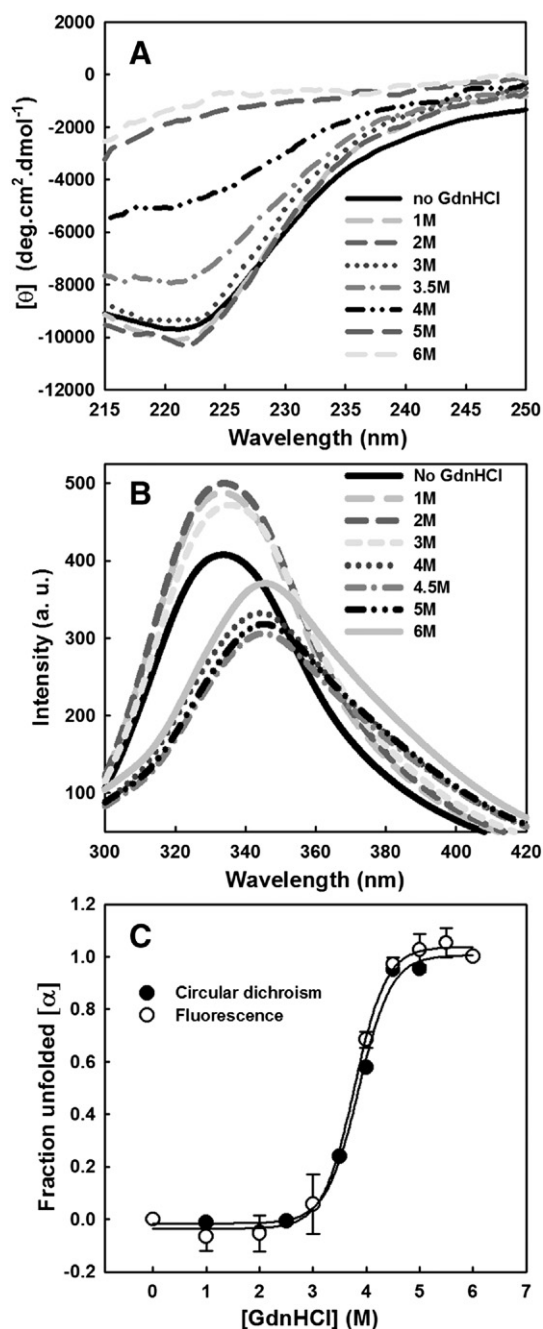 A
2000
0
-2000
-4000
-6000
-8000
-10000
-12000
[θ] (deg.cm².dmol⁻¹)
no GdnHCl
1M
2M
3M
3.5M
4M
5M
6M
215 220 225 230 235 240 245 250
Wavelength (nm)
B
500
400
300
200
100
Intensity (a. u.)
No GdnHCl
1M
2M
3M
4M
4.5M
5M
6M
300 320 340 360 380 400 420
Wavelength (nm)
C
1.2
1.0
0.8
0.6
0.4
0.2
0.0
-0.2
Fraction unfolded [α]
Circular dichroism
Fluorescence
0 1 2 3 4 5 6 7
[GdnHCl] (M)